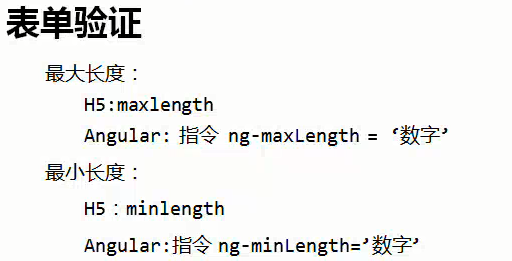 表单验证
最大长度：
H5:maxlength
Angular: 指令 ng-maxLength = ‘数字’
最小长度：
H5：minlength
Angular:指令 ng-minLength=’数字’